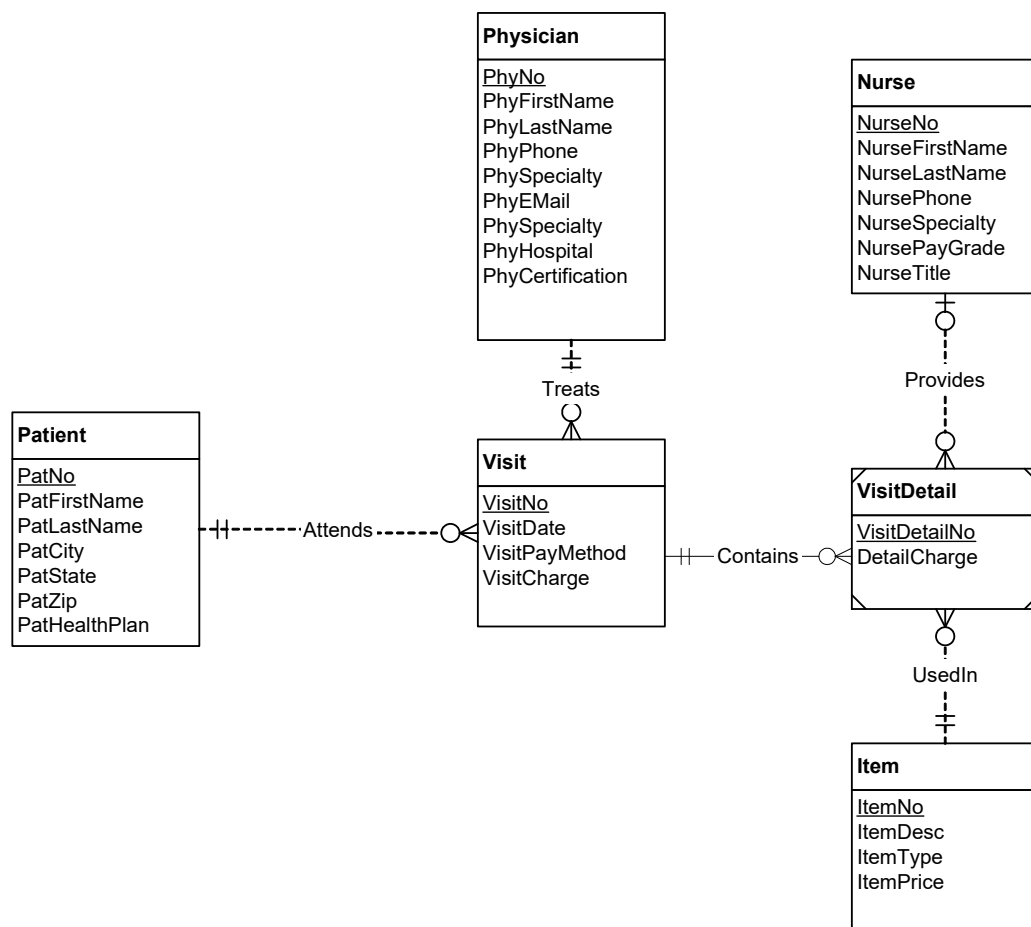 Physician
PhyNo
PhyFirstName
PhyLastName
PhyPhone
PhySpecialty
PhyEMail
PhySpecialty
PhyHospital
PhyCertification
Nurse
NurseNo
NurseFirstName
NurseLastName
NursePhone
NurseSpecialty
NursePayGrade
NurseTitle
Treats
Provides
Patient
PatNo
PatFirstName
PatLastName
PatCity
PatState
PatZip
PatHealthPlan
Attends
Visit
VisitNo
VisitDate
VisitPayMethod
VisitCharge
Contains
VisitDetail
VisitDetailNo
DetailCharge
UsedIn
Item
ItemNo
ItemDesc
ItemType
ItemPrice